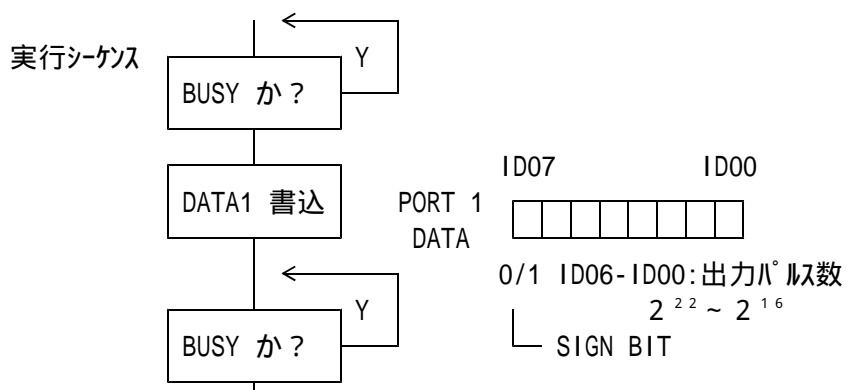 実行シーケンス
Y
BUSY か？
DATA1 書込
ID07 ID00
PORT 1
DATA
0/1 ID06-ID00:出力パルス数
2²²～2¹⁶
Y
BUSY か？
SIGN BIT